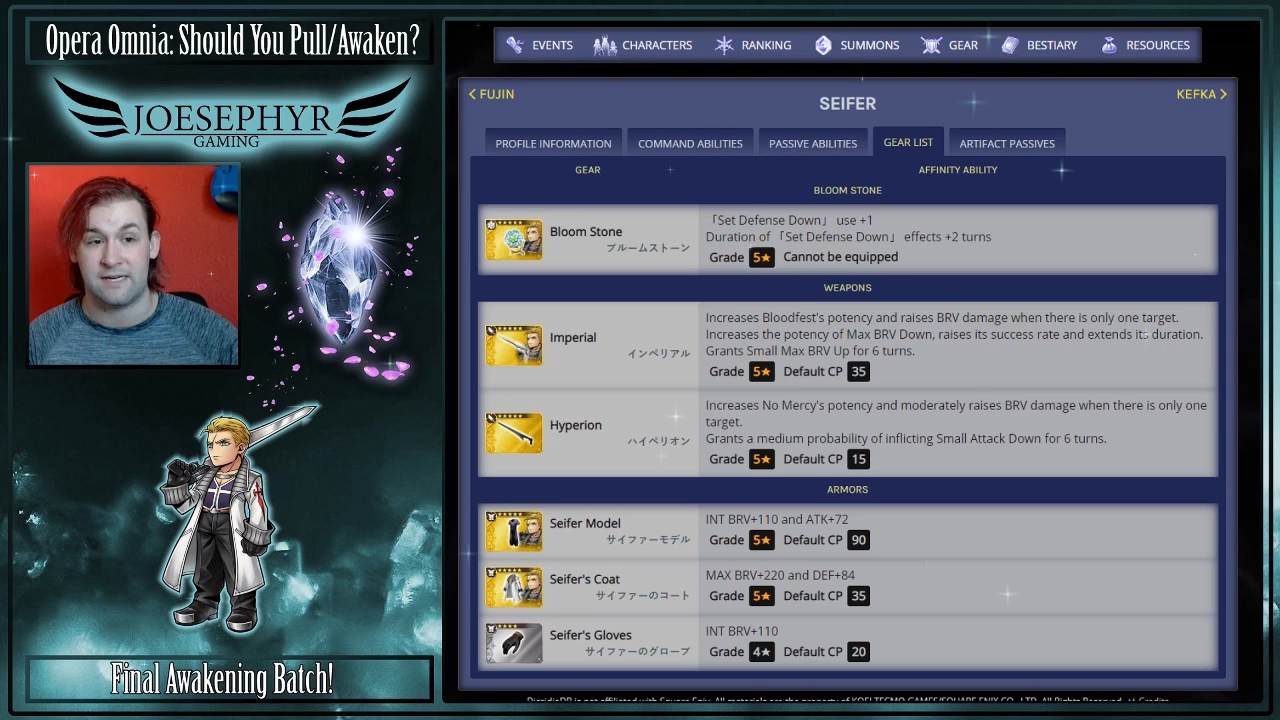 Opera Omnia: Should You Pull/Awaken?
JOESEPHYR
GAMING
Final Awakening Batch!
EVENTS CHARACTERS RANKING SUMMONS GEAR BESTIARY RESOURCES
< FUJIN
SEIFER
KEFKA >
PROFILE INFORMATION COMMAND ABILITIES PASSIVE ABILITIES GEAR LIST ARTIFACT PASSIVES
GEAR AFFINITY ABILITY
BLOOM STONE
Bloom Stone
ブルームストーン
「Set Defense Down」 use +1
Duration of 「Set Defense Down」 effects +2 turns
Grade 5★ Cannot be equipped
WEAPONS
Imperial
インペリアル
Increases Bloodfest's potency and raises BRV damage when there is only one target.
Increases the potency of Max BRV Down, raises its success rate and extends its duration.
Grants Small Max BRV Up for 6 turns.
Grade 5★ Default CP 35
Hyperion
ハイペリオン
Increases No Mercy's potency and moderately raises BRV damage when there is only one
target.
Grants a medium probability of inflicting Small Attack Down for 6 turns.
Grade 5★ Default CP 15
ARMORS
Seifer Model
サイファーモデル
INT BRV+110 and ATK+72
Grade 5★ Default CP 90
Seifer's Coat
サイファーのコート
MAX BRV+220 and DEF+84
Grade 5★ Default CP 35
Seifer's Gloves
サイファーのグローブ
INT BRV+110
Grade 4★ Default CP 20